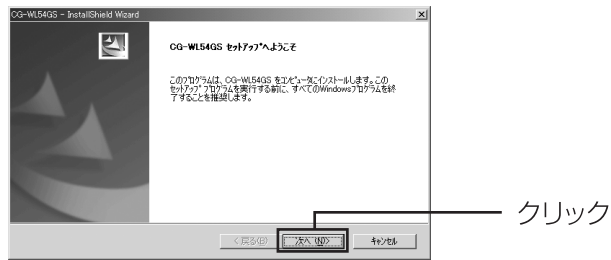 CG-WL54GS - InstallShield Wizard
CG-WL54GS ｾｯﾄｱｯﾌﾟへようこそ
このﾌﾟﾛｸﾞﾗﾑは、CG-WL54GS をｺﾝﾋﾟｭｰﾀにインストールします。この
ｾｯﾄｱｯﾌﾟ ﾌﾟﾛｸﾞﾗﾑを実行する前に、すべてのWindowsﾌﾟﾛｸﾞﾗﾑを終
了することを推奨します。
クリック
< 戻る(B) 次へ (N)> ｷｬﾝｾﾙ